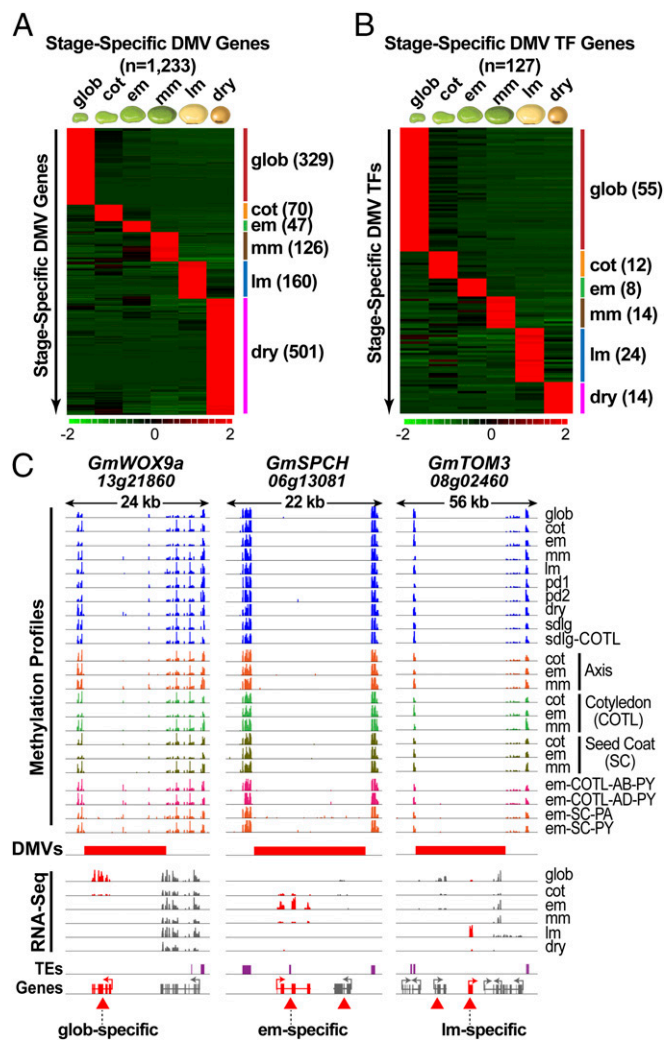 A
Stage-Specific DMV Genes
(n=1,233)
glob cot em mm lm dry
Stage-Specific DMV Genes
glob (329)
cot (70)
em (47)
mm (126)
lm (160)
dry (501)
-2 0 2
B
Stage-Specific DMV TF Genes
(n=127)
glob cot em mm lm dry
Stage-Specific DMV TFs
glob (55)
cot (12)
em (8)
mm (14)
lm (24)
dry (14)
-2 0 2
C
GmWOX9a
13g21860
24 kb
GmSPCH
06g13081
22 kb
GmTOM3
08g02460
56 kb
Methylation Profiles
glob
cot
em
mm
lm
pd1
pd2
dry
sdlg
sdlg-COTL
cot
em
mm
Axis
cot
em
mm
Cotyledon
(COTL)
cot
em
mm
Seed Coat
(SC)
em-COTL-AB-PY
em-COTL-AD-PY
em-SC-PA
em-SC-PY
DMVs
RNA-Seq
glob
cot
em
mm
lm
dry
TEs
Genes
glob-specific
em-specific
lm-specific